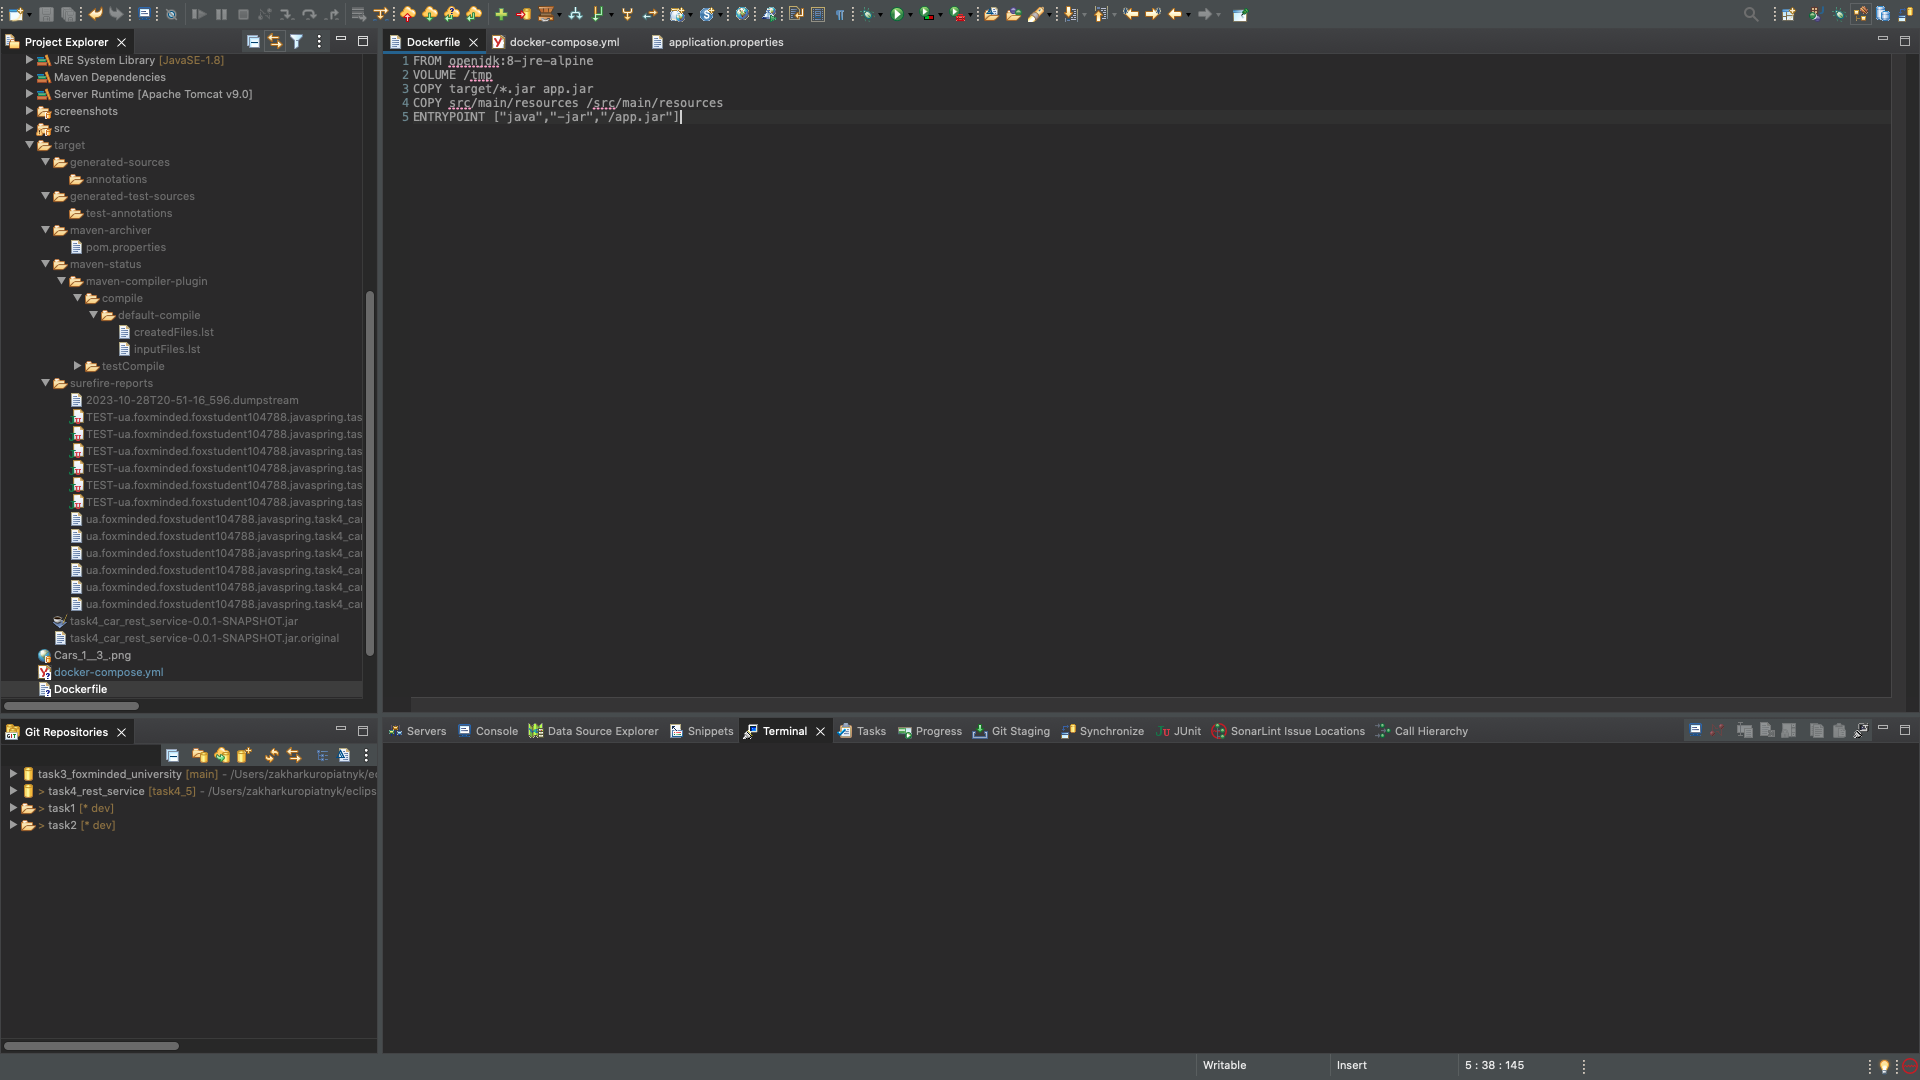 Project Explorer
JRE System Library [JavaSE-1.8]
Maven Dependencies
Server Runtime [Apache Tomcat v9.0]
screenshots
src
target
generated-sources
annotations
generated-test-sources
test-annotations
maven-archiver
pom.properties
maven-status
maven-compiler-plugin
compile
default-compile
createdFiles.lst
inputFiles.lst
testCompile
surefire-reports
2023-10-28T20-51-16_596.dumpstream
TEST-ua.foxminded.foxstudent104788.javaspring.tas
TEST-ua.foxminded.foxstudent104788.javaspring.tas
TEST-ua.foxminded.foxstudent104788.javaspring.tas
TEST-ua.foxminded.foxstudent104788.javaspring.tas
TEST-ua.foxminded.foxstudent104788.javaspring.tas
TEST-ua.foxminded.foxstudent104788.javaspring.tas
ua.foxminded.foxstudent104788.javaspring.task4_car
ua.foxminded.foxstudent104788.javaspring.task4_car
ua.foxminded.foxstudent104788.javaspring.task4_car
ua.foxminded.foxstudent104788.javaspring.task4_car
ua.foxminded.foxstudent104788.javaspring.task4_car
ua.foxminded.foxstudent104788.javaspring.task4_car
task4_car_rest_service-0.0.1-SNAPSHOT.jar
task4_car_rest_service-0.0.1-SNAPSHOT.jar.original
Cars_1__3_.png
docker-compose.yml
Dockerfile
Dockerfile docker-compose.yml application.properties
1 FROM openjdk:8-jre-alpine
2 VOLUME /tmp
3 COPY target/*.jar app.jar
4 COPY src/main/resources /src/main/resources
5 ENTRYPOINT ["java","-jar","/app.jar"]
Git Repositories
task3_foxminded_university [main] - /Users/zakharkuropiatnyk/ec
> task4_rest_service [task4_5] - /Users/zakharkuropiatnyk/eclips
> task1 [* dev]
> task2 [* dev]
Servers Console Data Source Explorer Snippets Terminal Tasks Progress Git Staging Synchronize JUnit SonarLint Issue Locations Call Hierarchy
Writable Insert 5 : 38 : 145